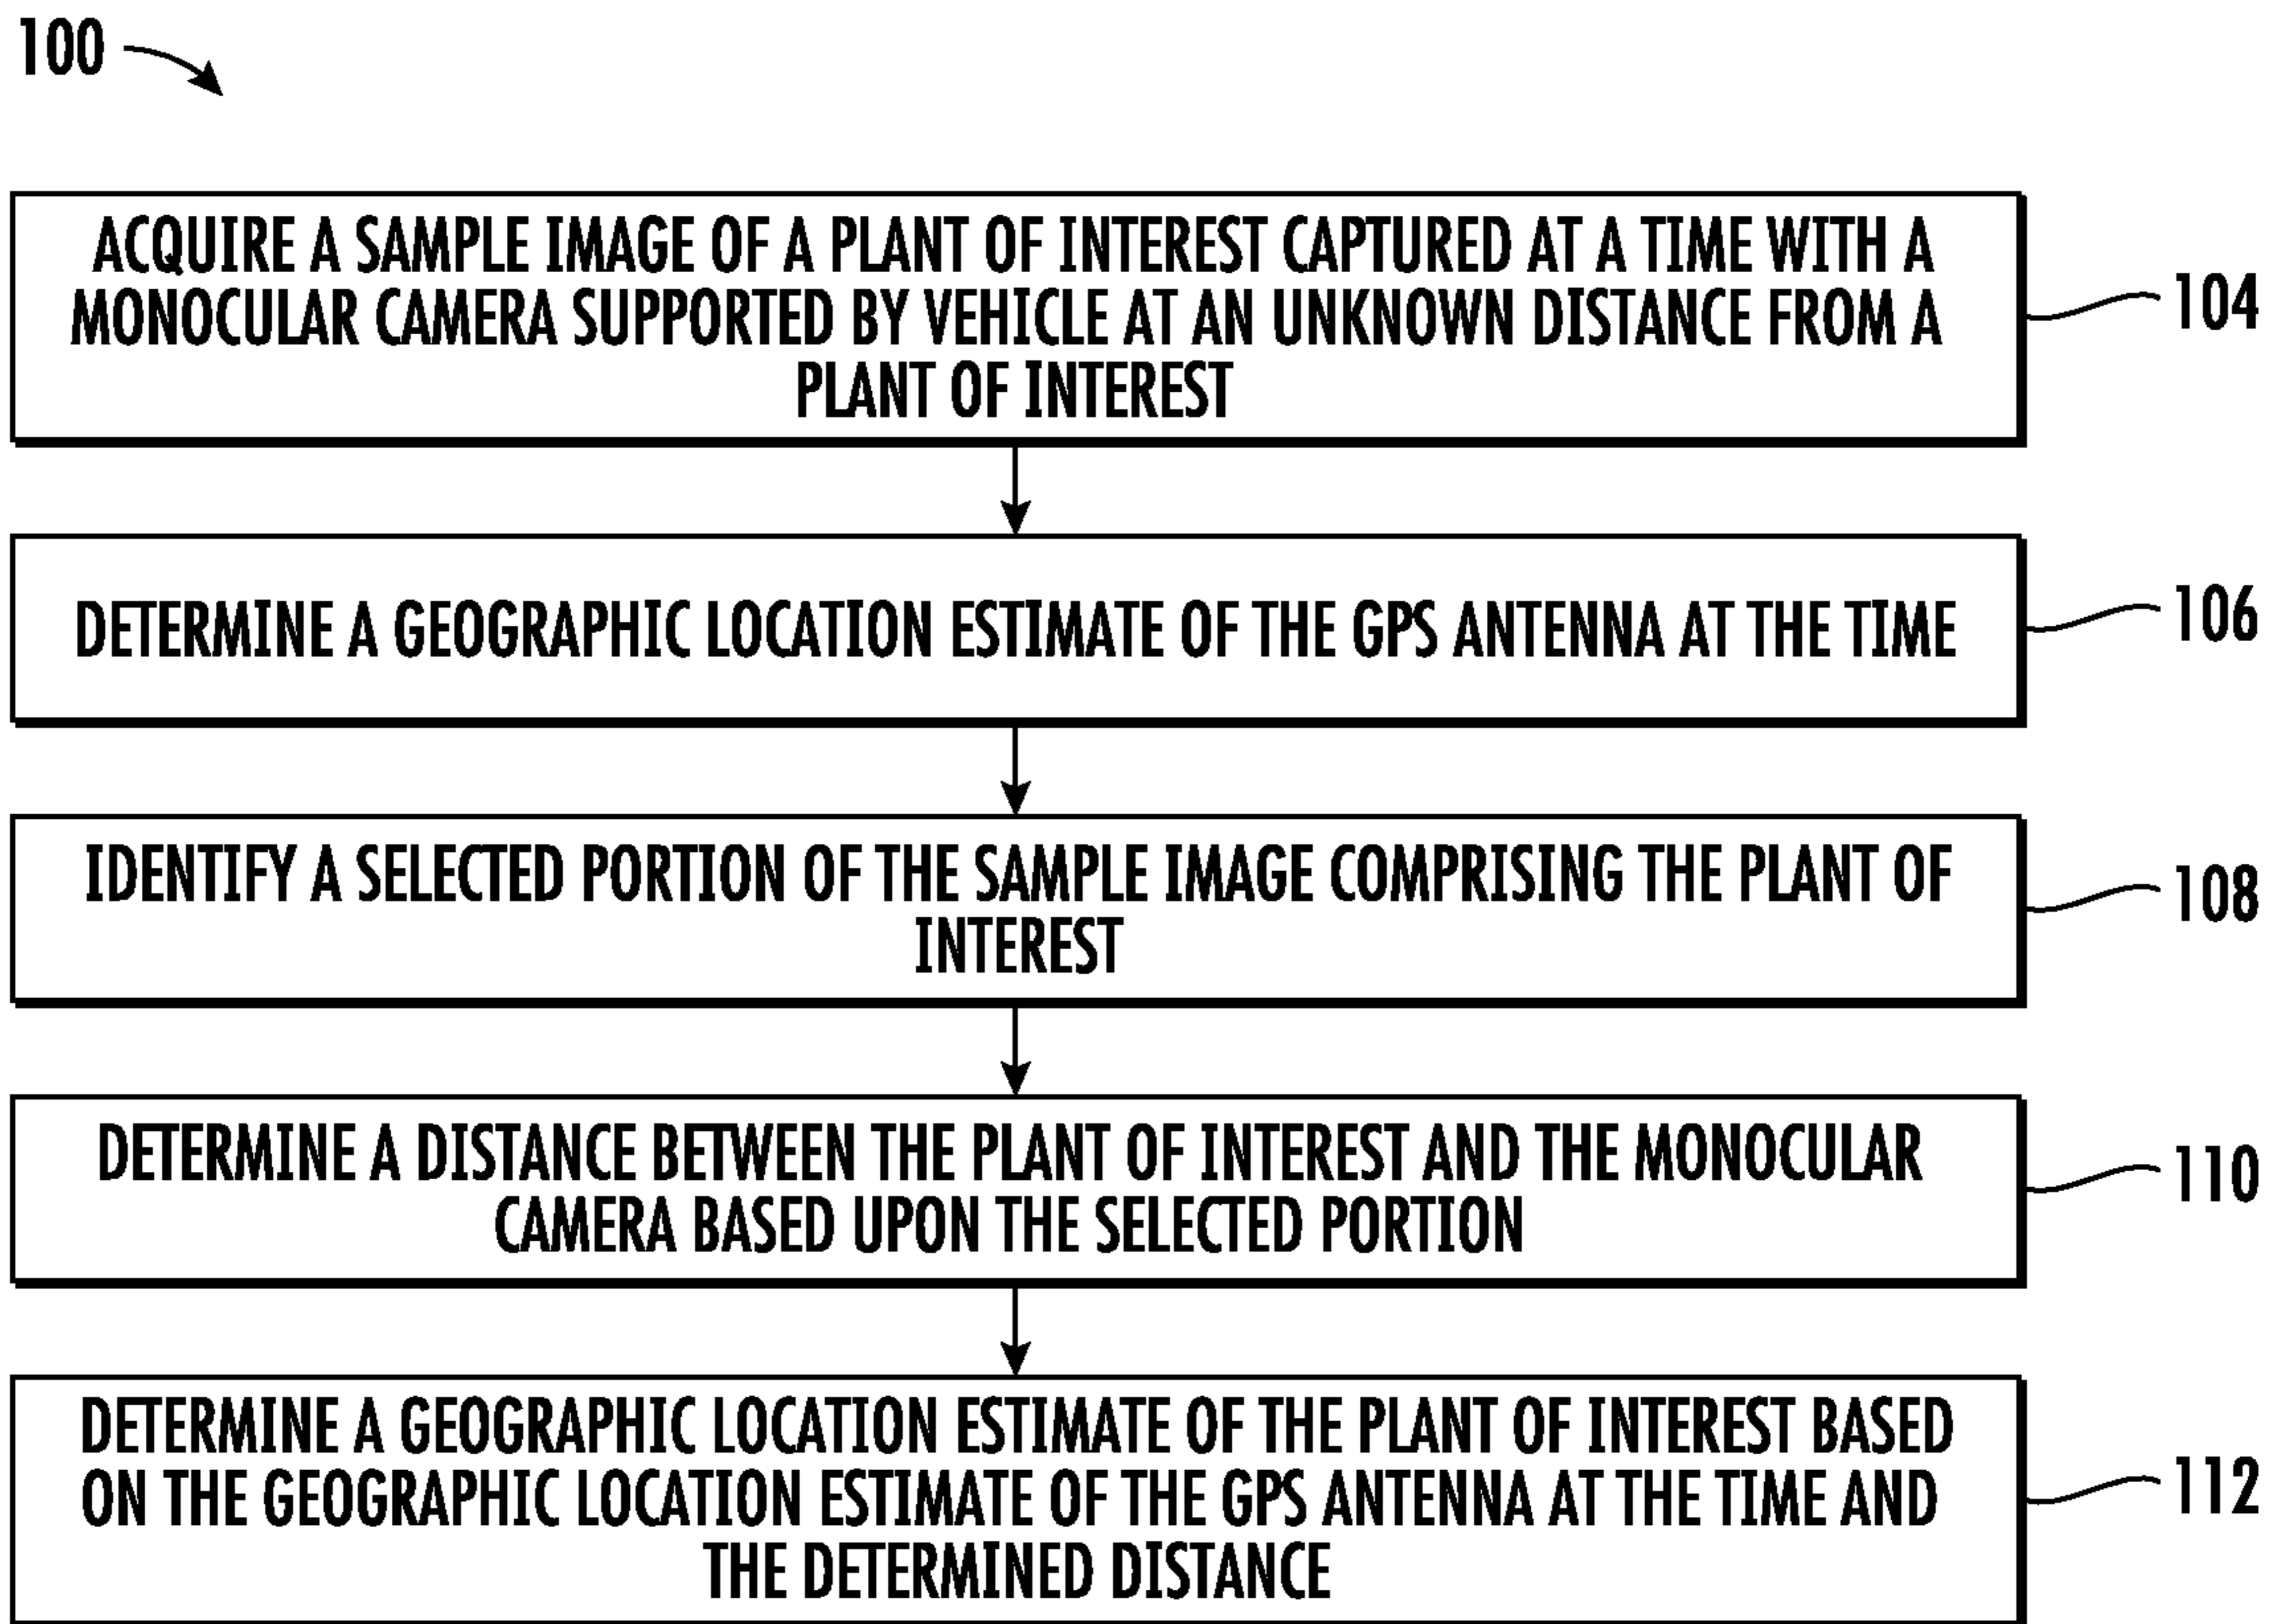 100
ACQUIRE A SAMPLE IMAGE OF A PLANT OF INTEREST CAPTURED AT A TIME WITH A
MONOCULAR CAMERA SUPPORTED BY VEHICLE AT AN UNKNOWN DISTANCE FROM A
PLANT OF INTEREST
104
DETERMINE A GEOGRAPHIC LOCATION ESTIMATE OF THE GPS ANTENNA AT THE TIME
106
IDENTIFY A SELECTED PORTION OF THE SAMPLE IMAGE COMPRISING THE PLANT OF
INTEREST
108
DETERMINE A DISTANCE BETWEEN THE PLANT OF INTEREST AND THE MONOCULAR
CAMERA BASED UPON THE SELECTED PORTION
110
DETERMINE A GEOGRAPHIC LOCATION ESTIMATE OF THE PLANT OF INTEREST BASED
ON THE GEOGRAPHIC LOCATION ESTIMATE OF THE GPS ANTENNA AT THE TIME AND
THE DETERMINED DISTANCE
112